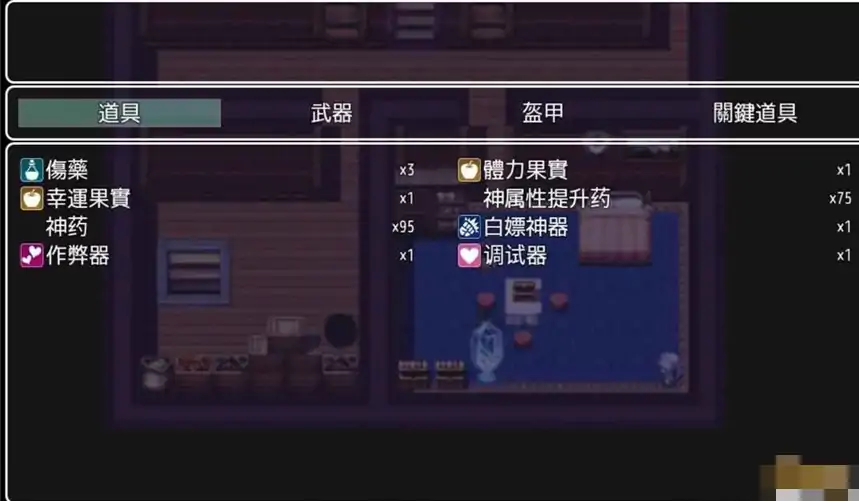 道具 武器 盔甲 關鍵道具
傷藥 x3 體力果實 x1
幸運果實 x1 神属性提升药 x75
神药 x95 白嫖神器 x1
作弊器 x1 调试器 x1